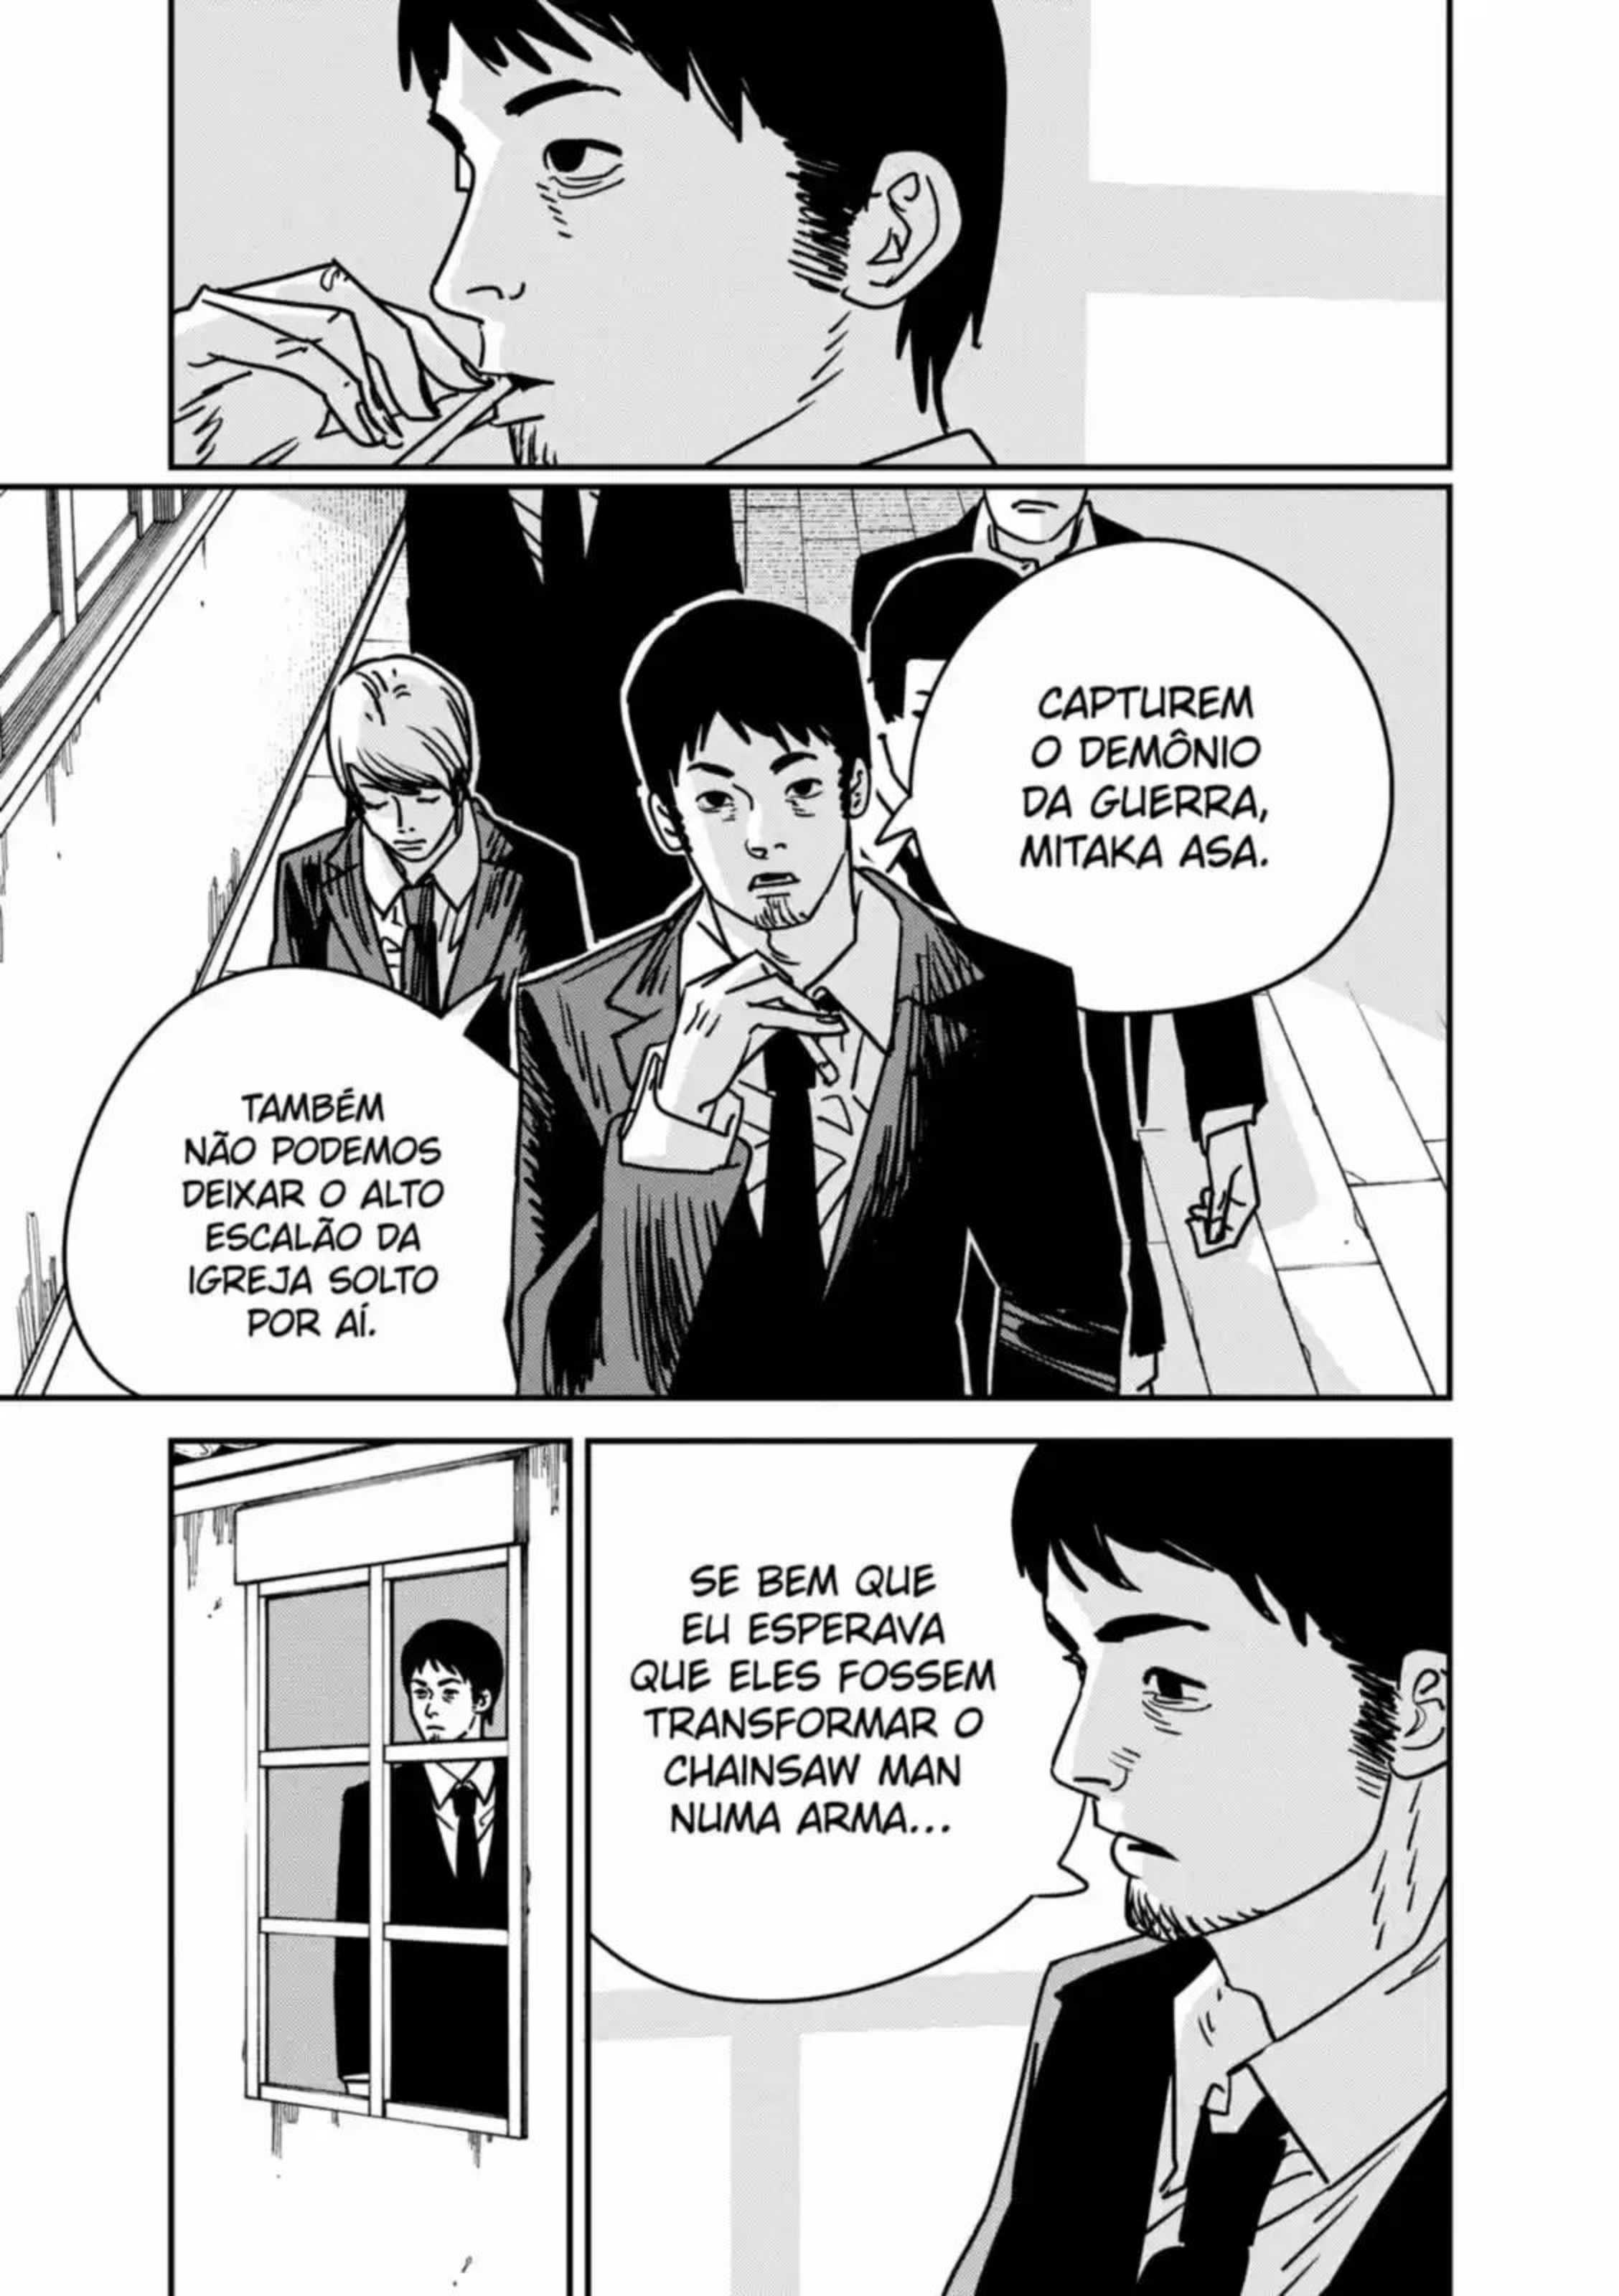 CAPTUREM
O DEMÔNIO
DA GUERRA,
MITAKA ASA.
TAMBÉM
NÃO PODEMOS
DEIXAR O ALTO
ESCALÃO DA
IGREJA SOLTO
POR AÍ.
SE BEM QUE
EU ESPERAVA
QUE ELES FOSSEM
TRANSFORMAR O
CHAINSAW MAN
NUMA ARMA...